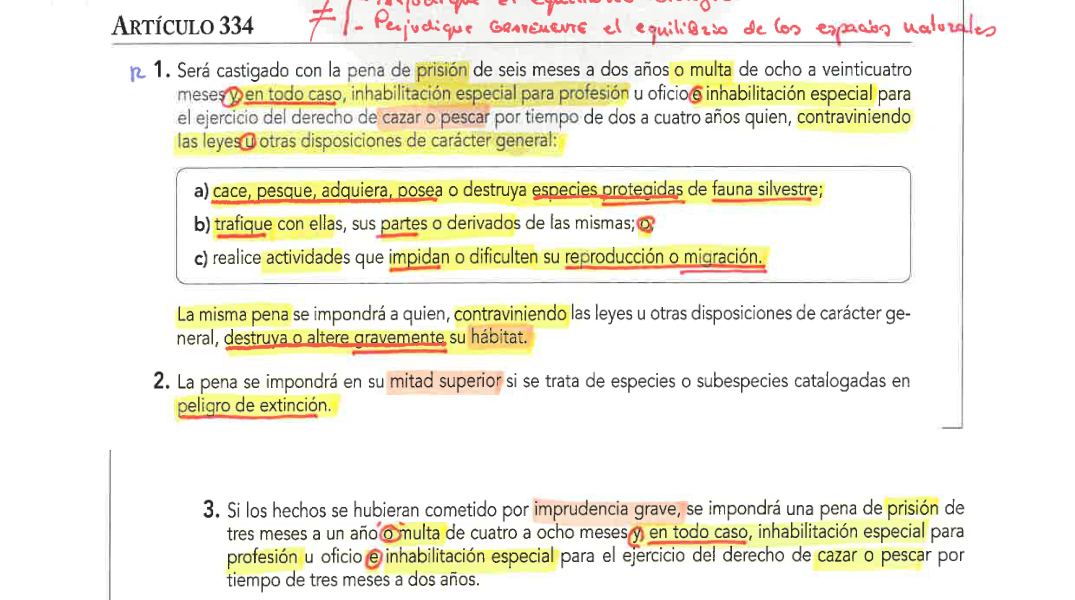 el equilibrio
ARTÍCULO 334 ≠ - Perjudique GRAVEMENTE el equilibrio de los espacios naturales
1. Será castigado con la pena de prisión de seis meses a dos años o multa de ocho a veinticuatro
meses y, en todo caso, inhabilitación especial para profesión u oficio e inhabilitación especial para
el ejercicio del derecho de cazar o pescar por tiempo de dos a cuatro años quien, contraviniendo
las leyes u otras disposiciones de carácter general:
a) cace, pesque, adquiera, posea o destruya especies protegidas de fauna silvestre;
b) trafique con ellas, sus partes o derivados de las mismas; o,
c) realice actividades que impidan o dificulten su reproducción o migración.
La misma pena se impondrá a quien, contraviniendo las leyes u otras disposiciones de carácter ge-
neral, destruya o altere gravemente su hábitat.
2. La pena se impondrá en su mitad superior si se trata de especies o subespecies catalogadas en
peligro de extinción.
3. Si los hechos se hubieran cometido por imprudencia grave, se impondrá una pena de prisión de
tres meses a un año o multa de cuatro a ocho meses y, en todo caso, inhabilitación especial para
profesión u oficio e inhabilitación especial para el ejercicio del derecho de cazar o pescar por
tiempo de tres meses a dos años.